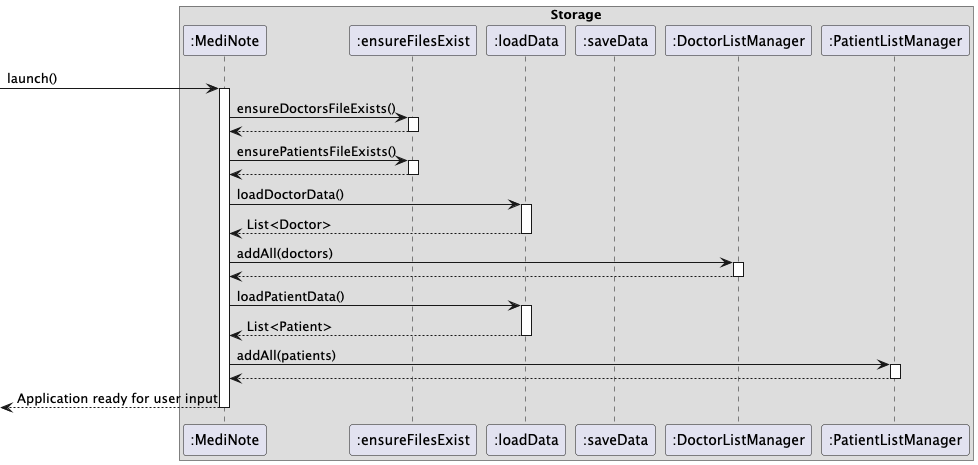 Storage
:MediNote :ensureFilesExist :loadData :saveData :DoctorListManager :PatientListManager
launch()
ensureDoctorsFileExists()
ensurePatientsFileExists()
loadDoctorData()
List<Doctor>
addAll(doctors)
loadPatientData()
List<Patient>
addAll(patients)
Application ready for user input
:MediNote :ensureFilesExist :loadData :saveData :DoctorListManager :PatientListManager